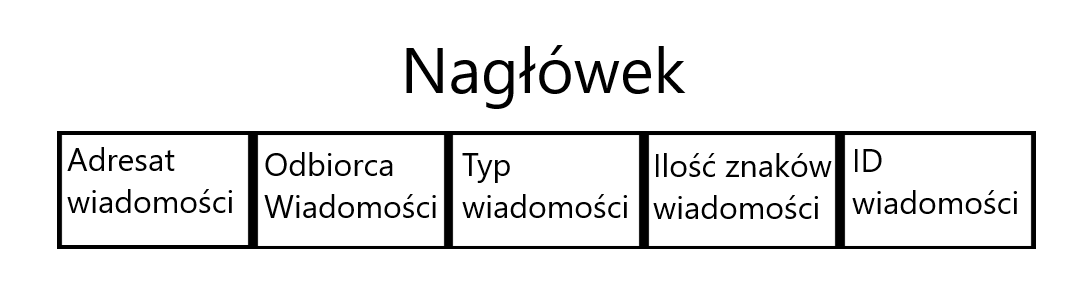 Nagłówek
Adresat
wiadomości
Odbiorca
Wiadomości
Typ
wiadomości
Ilość znaków
wiadomości
ID
wiadomości